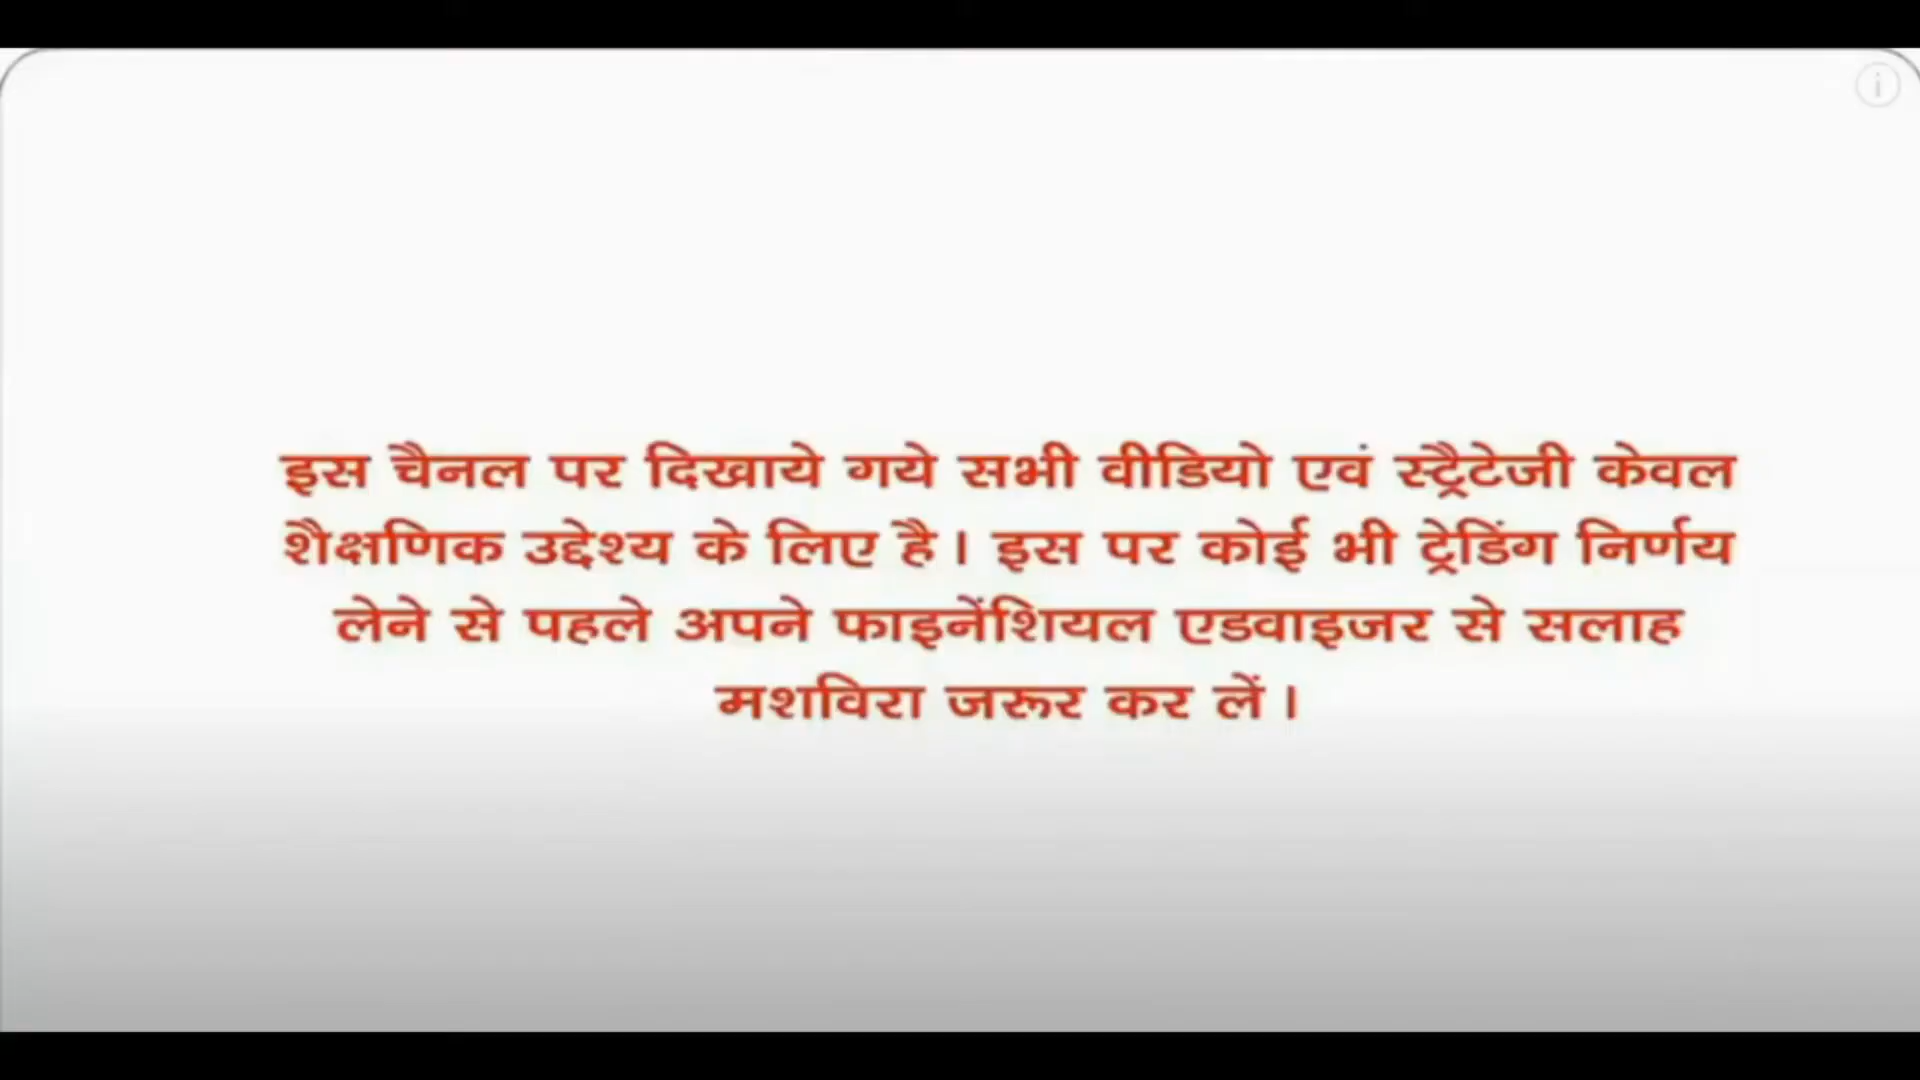 इस चैनल पर दिखाये गये सभी वीडियो एवं स्ट्रैटेजी केवल
शैक्षणिक उद्देश्य के लिए है। इस पर कोई भी ट्रेडिंग निर्णय
लेने से पहले अपने फाइनेंशियल एडवाइजर से सलाह
मशविरा जरूर कर लें।